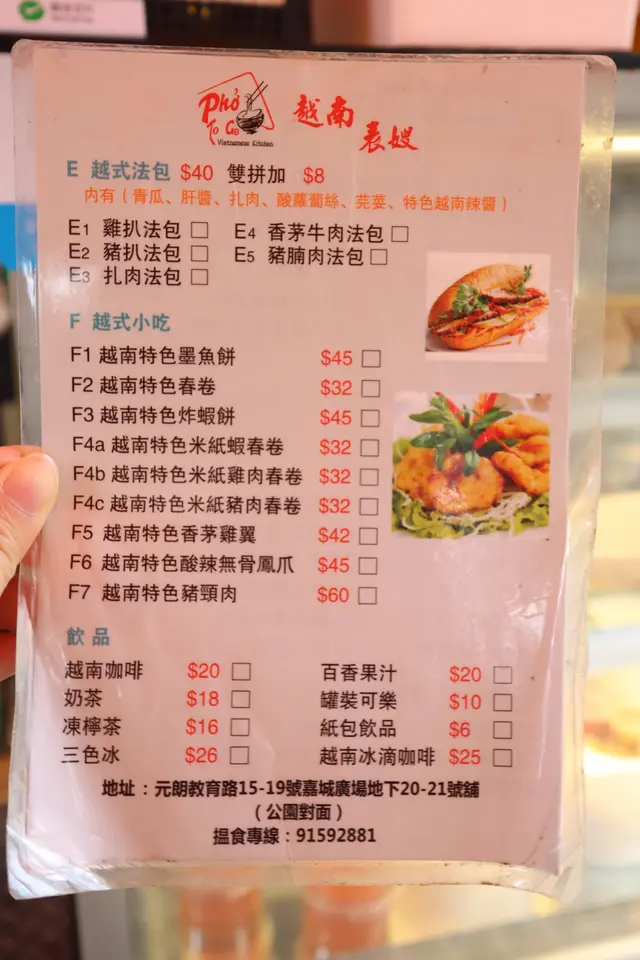 Phở
To Go
Vietnamese Kitchen
越南
表嫂
E 越式法包 $40 雙拼加 $8
內有（青瓜、肝醬、扎肉、酸蘿蔔絲、芫荽、特色越南辣醬）
E1 雞扒法包 □ E4 香茅牛肉法包 □
E2 豬扒法包 □ E5 豬腩肉法包 □
E3 扎肉法包 □
F 越式小吃
F1 越南特色墨魚餅 $45 □
F2 越南特色春卷 $32 □
F3 越南特色炸蝦餅 $45 □
F4a 越南特色米紙蝦春卷 $32 □
F4b 越南特色米紙雞肉春卷 $32 □
F4c 越南特色米紙豬肉春卷 $32 □
F5 越南特色香茅雞翼 $42 □
F6 越南特色酸辣無骨鳳爪 $45 □
F7 越南特色豬頸肉 $60 □
飲品
越南咖啡 $20 □ 百香果汁 $20 □
奶茶 $18 □ 罐裝可樂 $10 □
凍檸茶 $16 □ 紙包飲品 $6 □
三色冰 $26 □ 越南冰滴咖啡 $25 □
地址：元朗教育路15-19號嘉城廣場地下20-21號舖
（公園對面）
搵食專線：91592881